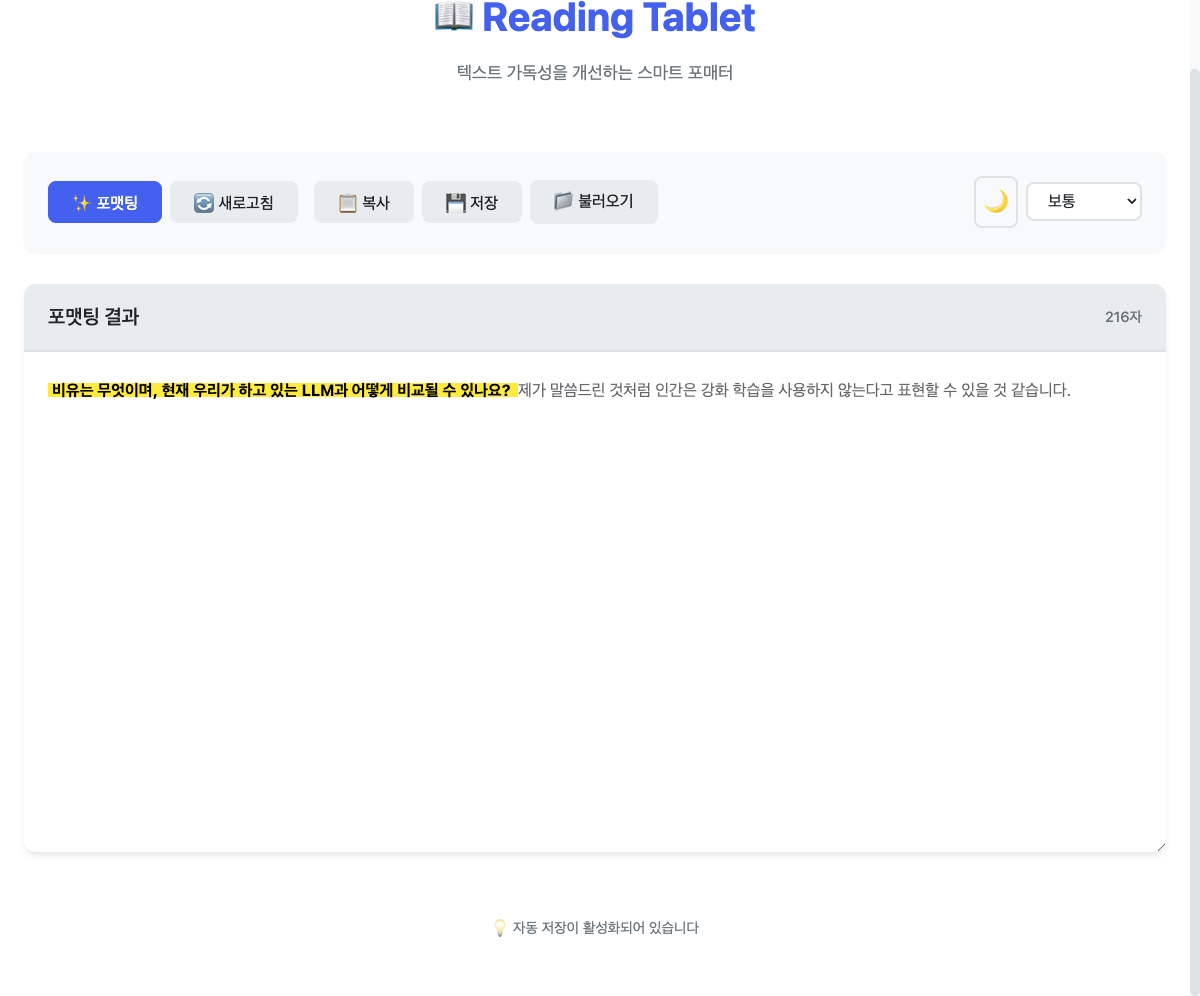 Reading Tablet
텍스트 가독성을 개선하는 스마트 포매터
포맷팅 새로고침 복사 저장 불러오기 보통
포맷팅 결과 216자
비유는 무엇이며, 현재 우리가 하고 있는 LLM과 어떻게 비교될 수 있나요? 제가 말씀드린 것처럼 인간은 강화 학습을 사용하지 않는다고 표현할 수 있을 것 같습니다.
자동 저장이 활성화되어 있습니다